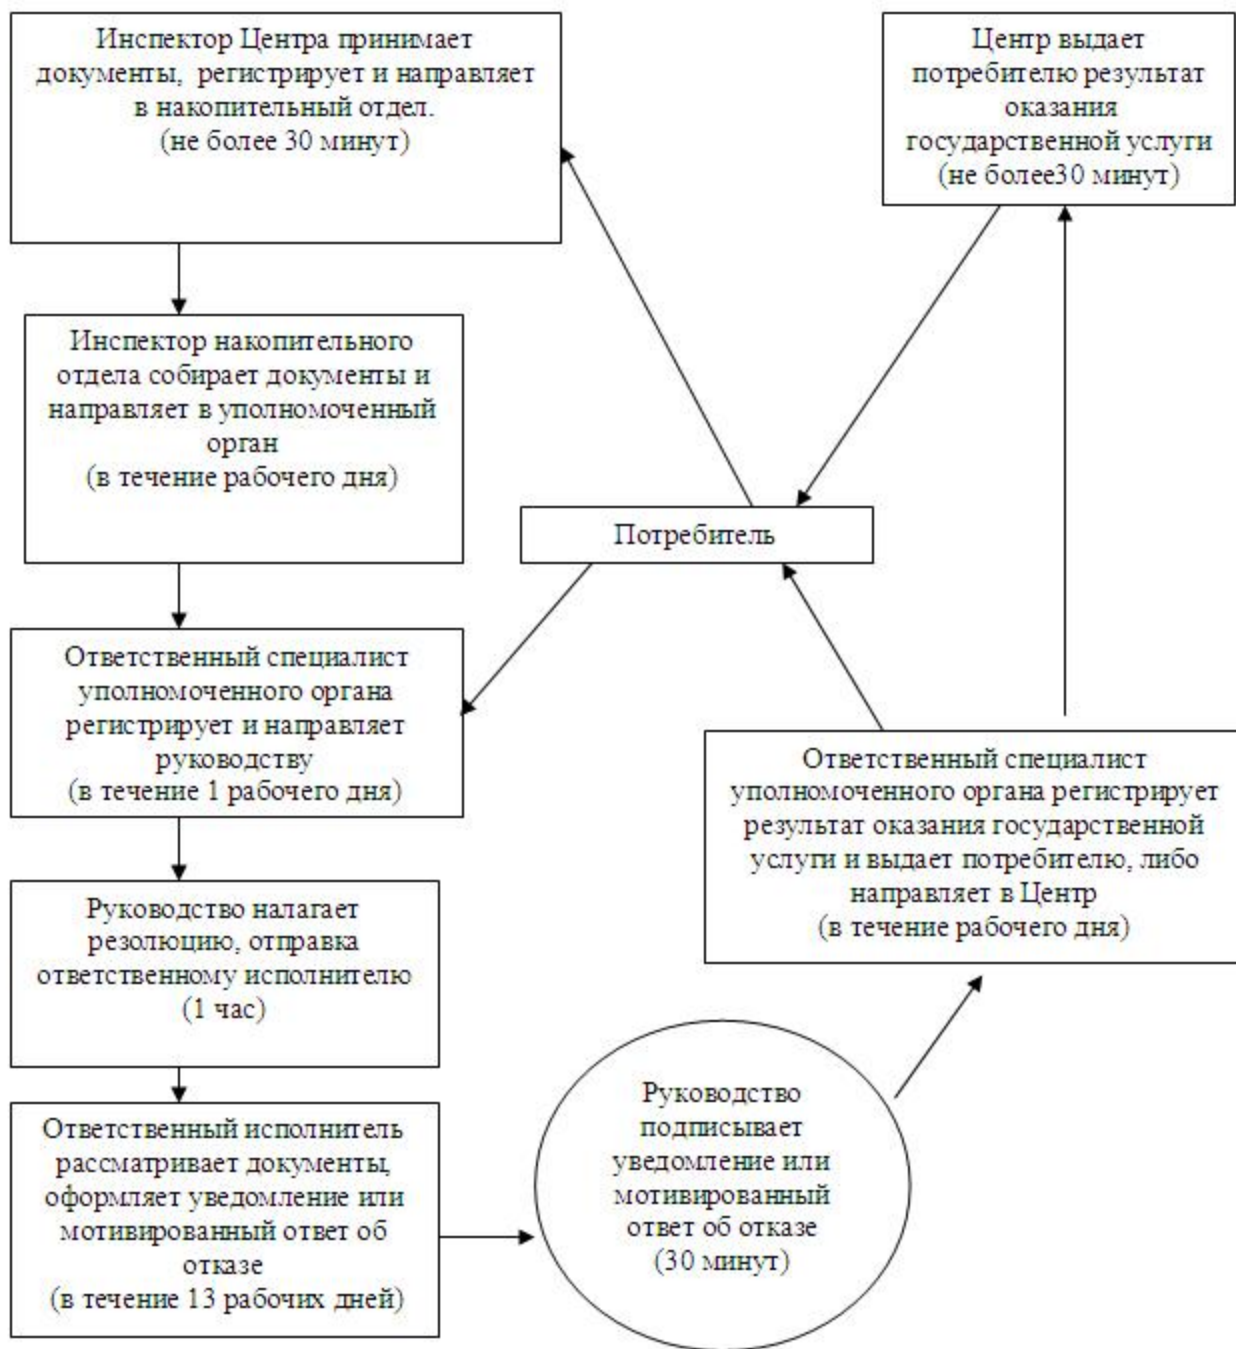 Инспектор Центра принимает
документы, регистрирует и направляет
в накопительный отдел.
(не более 30 минут)
Центр выдает
потребителю результат
оказания
государственной услуги
(не более30 минут)
Инспектор накопительного
отдела собирает документы и
направляет в уполномоченный
орган
(в течение рабочего дня)
Потребитель
Ответственный специалист
уполномоченного органа
регистрирует и направляет
руководству
(в течение 1 рабочего дня)
Ответственный специалист
уполномоченного органа регистрирует
результат оказания государственной
услуги и выдает потребителю, либо
направляет в Центр
(в течение рабочего дня)
Руководство налагает
резолюцию, отправка
ответственному исполнителю
(1 час)
Ответственный исполнитель
рассматривает документы,
оформляет уведомление или
мотивированный ответ об
отказе
(в течение 13 рабочих дней)
Руководство
подписывает
уведомление или
мотивированный
ответ об отказе
(30 минут)